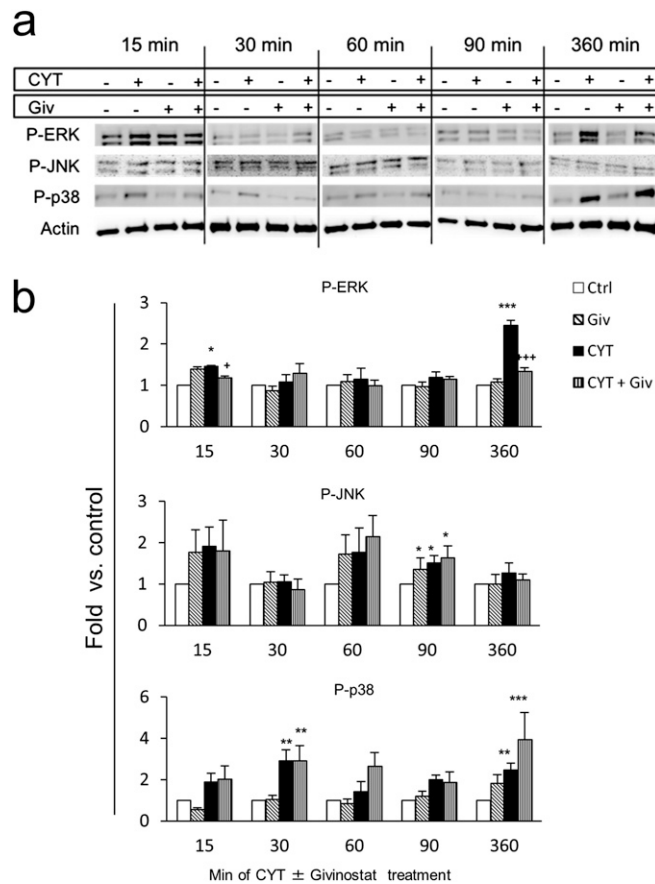 a
15 min 30 min 60 min 90 min 360 min
CYT - + - + - + - + - + - + - + - + - + - +
Giv - - + + - - + + - - + + - - + + - - + +
P-ERK
P-JNK
P-p38
Actin
b
P-ERK
Ctrl
Giv
CYT
CYT + Giv
3
2
1
0
* + *** +++
15 30 60 90 360
P-JNK
3
2
1
0
* * *
15 30 60 90 360
P-p38
6
4
2
0
** ** ** ***
15 30 60 90 360
Fold vs. control
Min of CYT ± Givinostat treatment